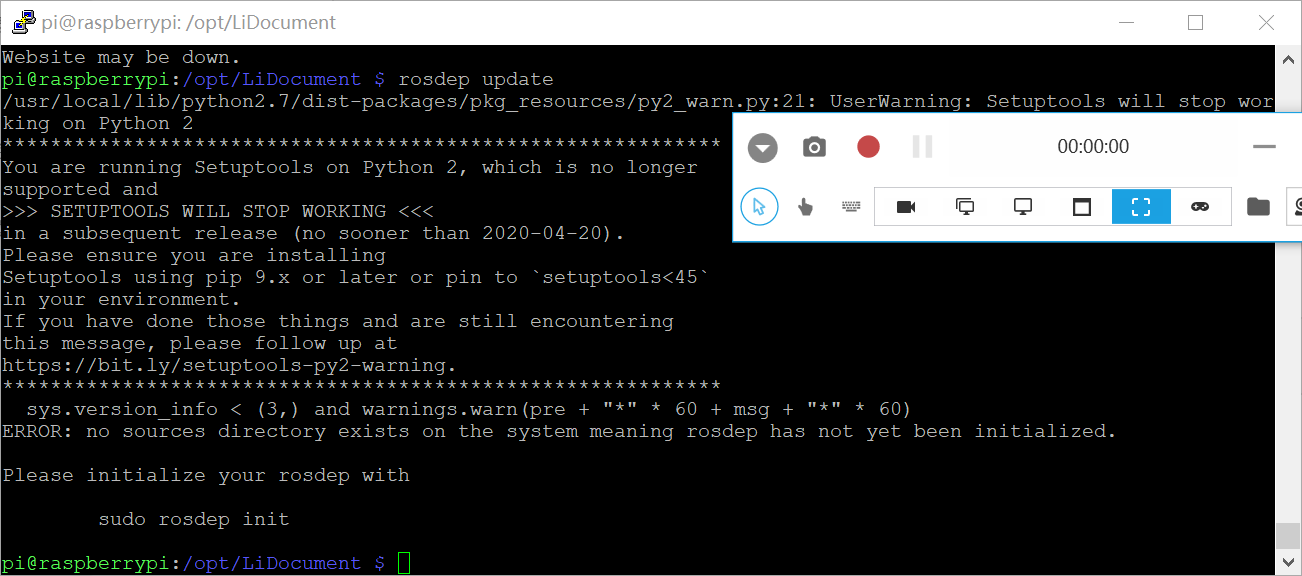 pi@raspberrypi: /opt/LiDocument
Website may be down.
pi@raspberrypi:/opt/LiDocument $ rosdep update
/usr/local/lib/python2.7/dist-packages/pkg_resources/py2_warn.py:21: UserWarning: Setuptools will stop wor
king on Python 2
************************************************************
00:00:00
You are running Setuptools on Python 2, which is no longer
supported and
>>> SETUPTOOLS WILL STOP WORKING <<<
in a subsequent release (no sooner than 2020-04-20).
Please ensure you are installing
Setuptools using pip 9.x or later or pin to `setuptools<45`
in your environment.
If you have done those things and are still encountering
this message, please follow up at
https://bit.ly/setuptools-py2-warning.
************************************************************
  sys.version_info < (3,) and warnings.warn(pre + "*" * 60 + msg + "*" * 60)
ERROR: no sources directory exists on the system meaning rosdep has not yet been initialized.
Please initialize your rosdep with
        sudo rosdep init
pi@raspberrypi:/opt/LiDocument $